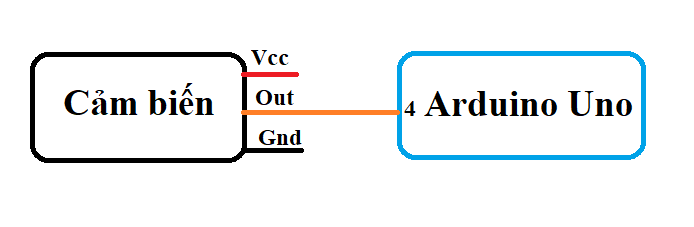 Vcc
Cảm biến
Out
4 Arduino Uno
Gnd